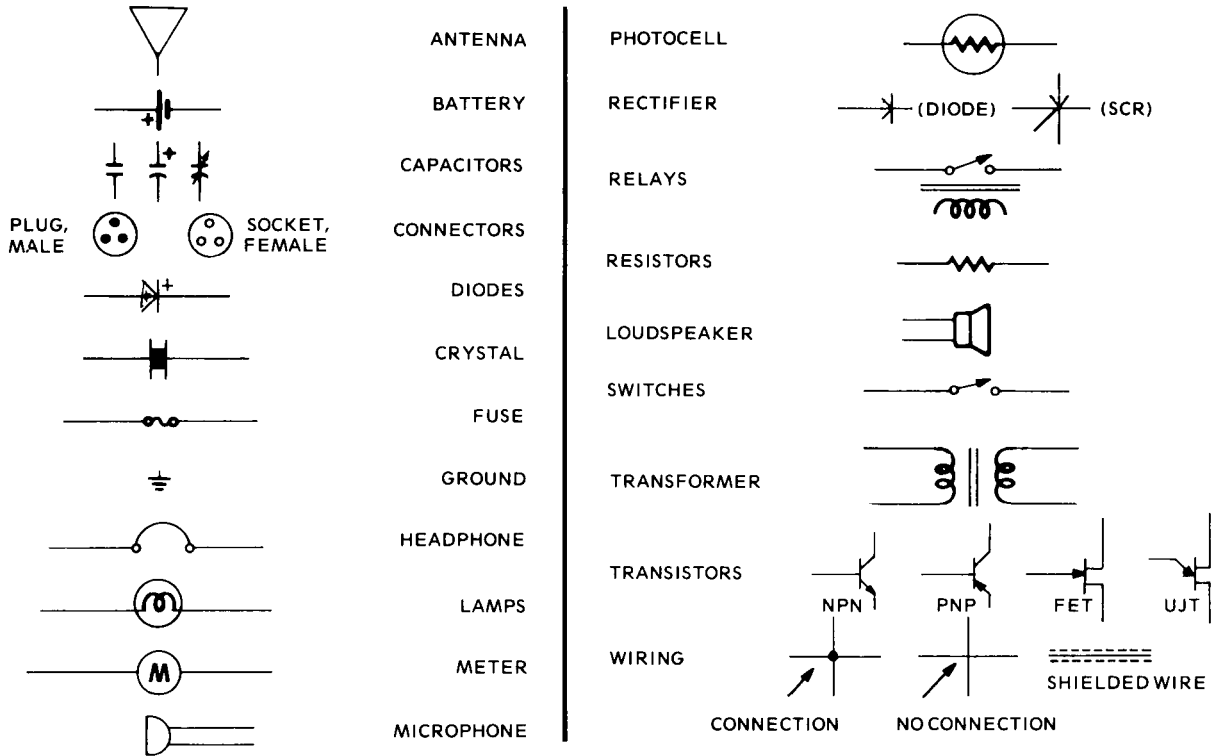 ANTENNA
BATTERY
+
CAPACITORS
+
PLUG,
MALE
SOCKET,
FEMALE
CONNECTORS
DIODES
+
CRYSTAL
FUSE
GROUND
HEADPHONE
LAMPS
METER
M
MICROPHONE
PHOTOCELL
RECTIFIER
(DIODE)
(SCR)
RELAYS
RESISTORS
LOUDSPEAKER
SWITCHES
TRANSFORMER
TRANSISTORS
NPN
PNP
FET
UJT
WIRING
SHIELDED WIRE
CONNECTION
NO CONNECTION